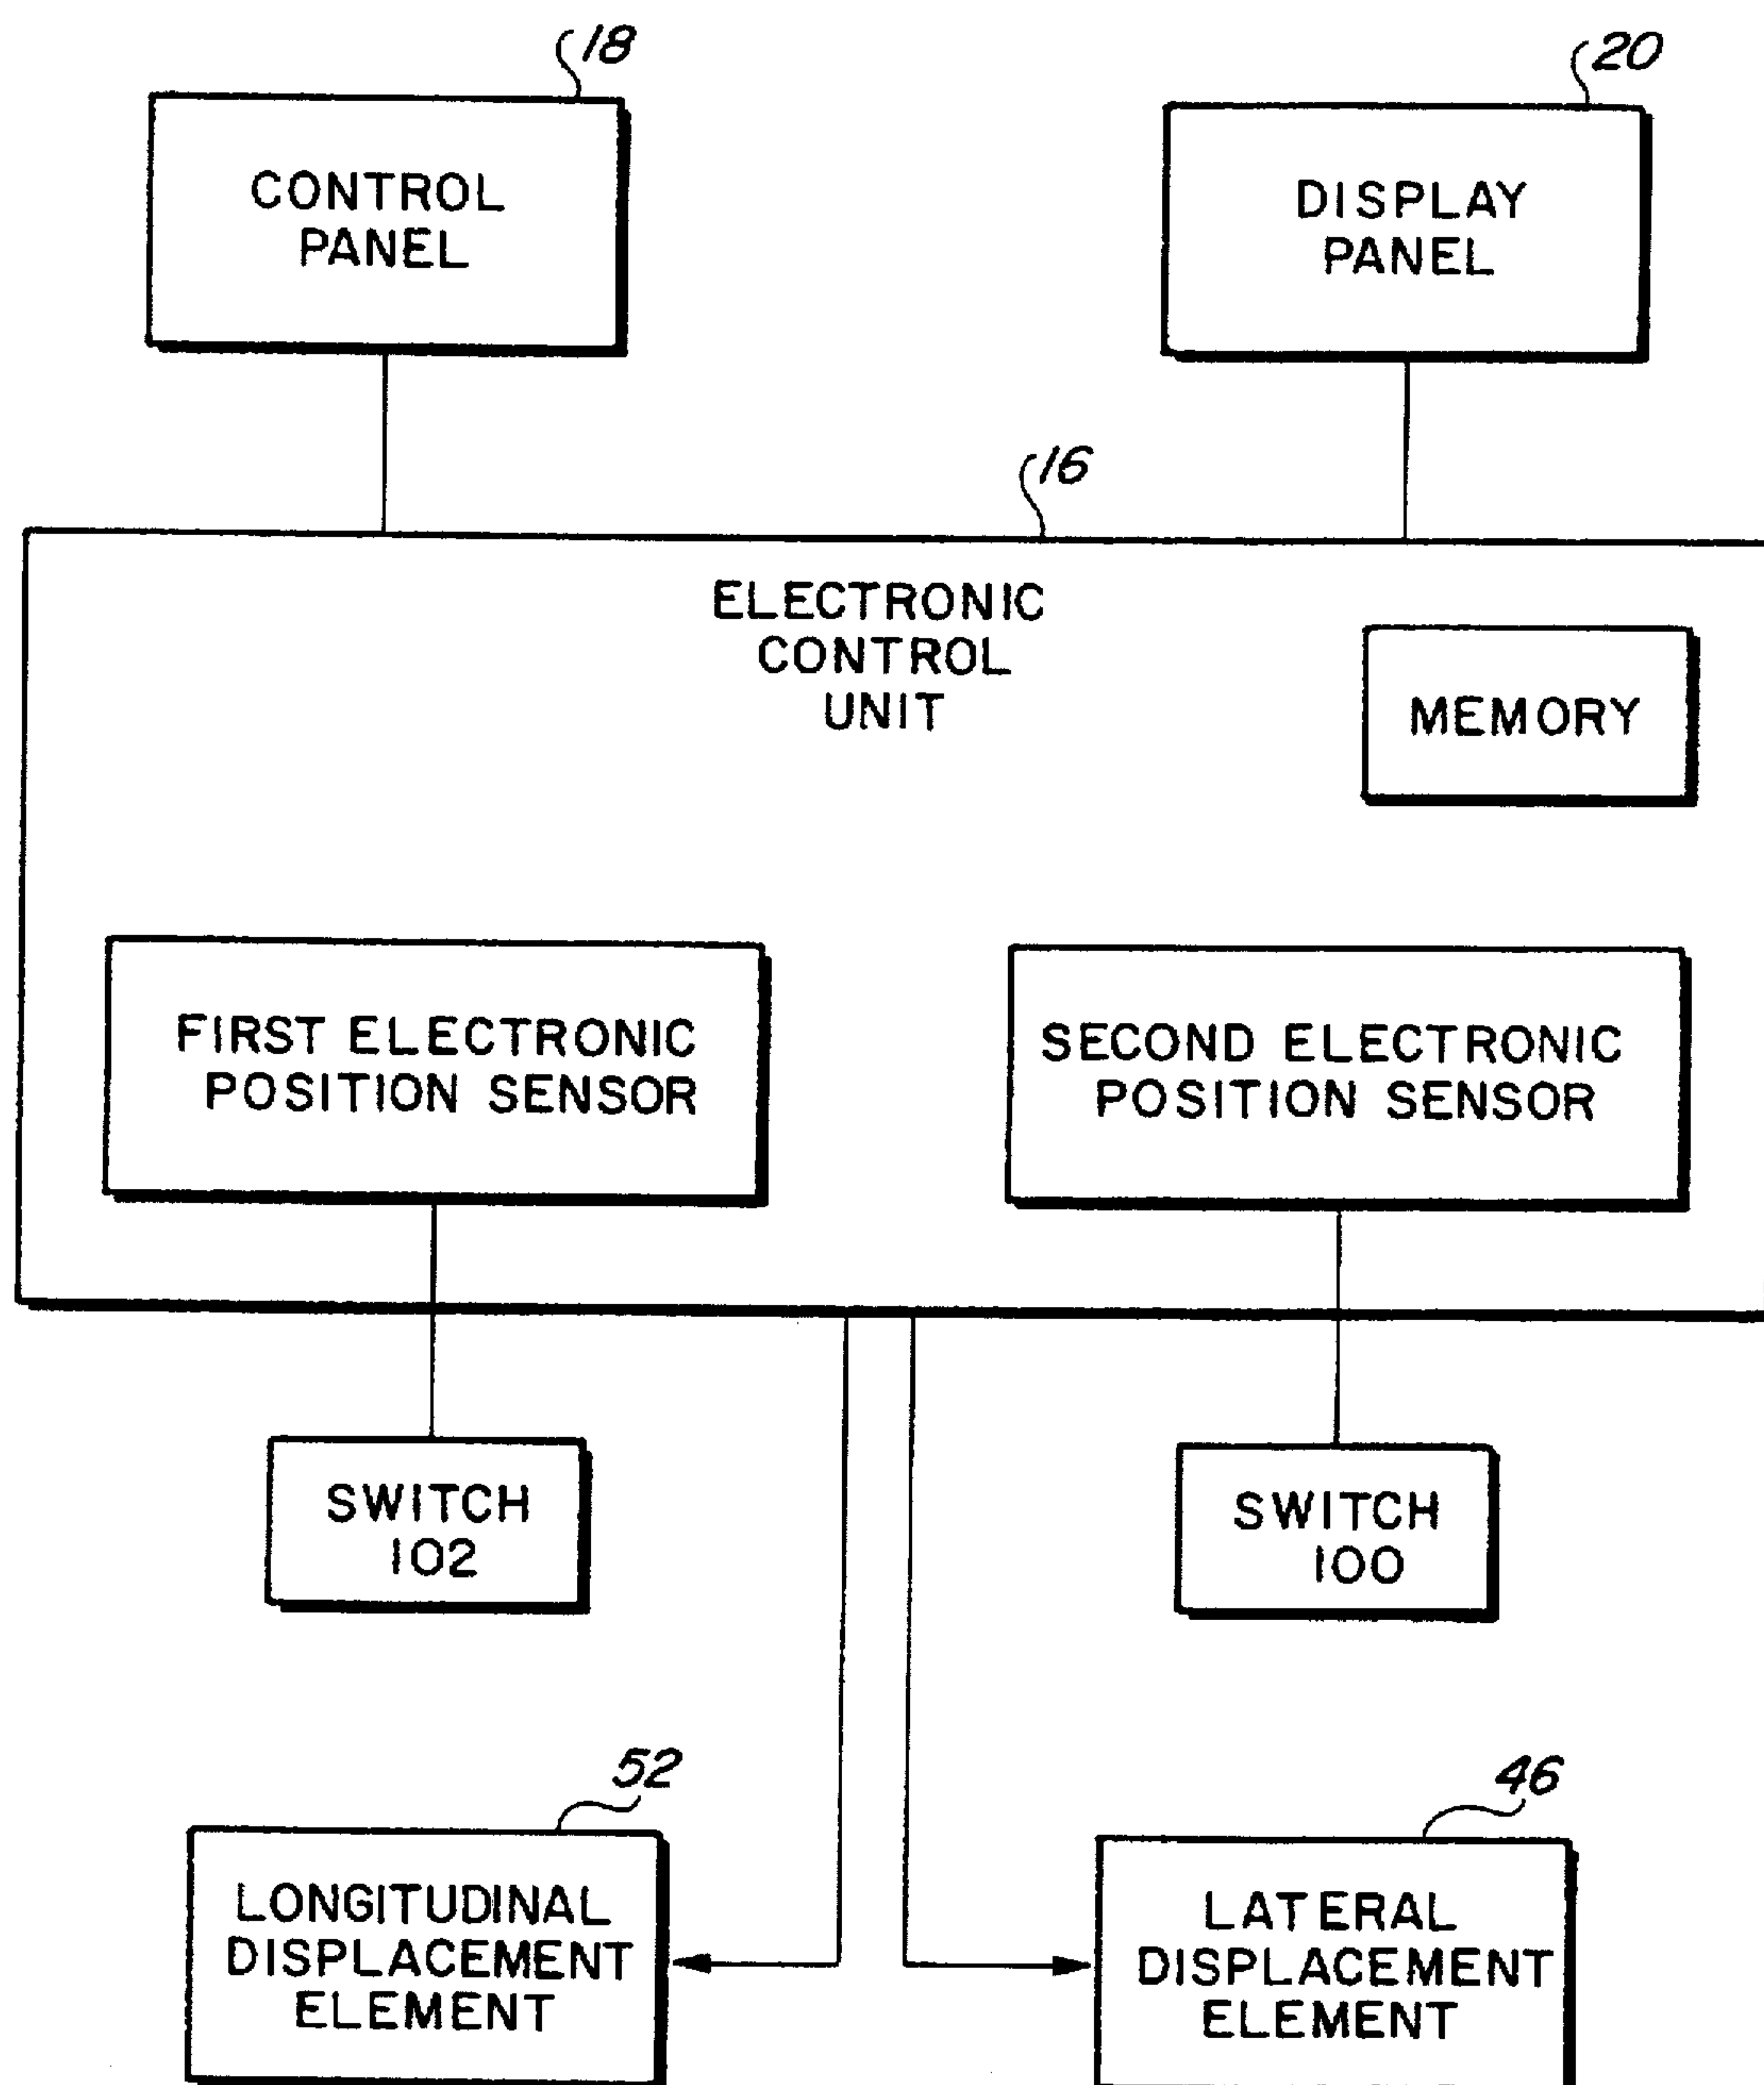 18
20
CONTROL
PANEL
DISPLAY
PANEL
16
ELECTRONIC
CONTROL
UNIT
MEMORY
FIRST ELECTRONIC
POSITION SENSOR
SECOND ELECTRONIC
POSITION SENSOR
SWITCH
102
SWITCH
100
52
46
LONGITUDINAL
DISPLACEMENT
ELEMENT
LATERAL
DISPLACEMENT
ELEMENT